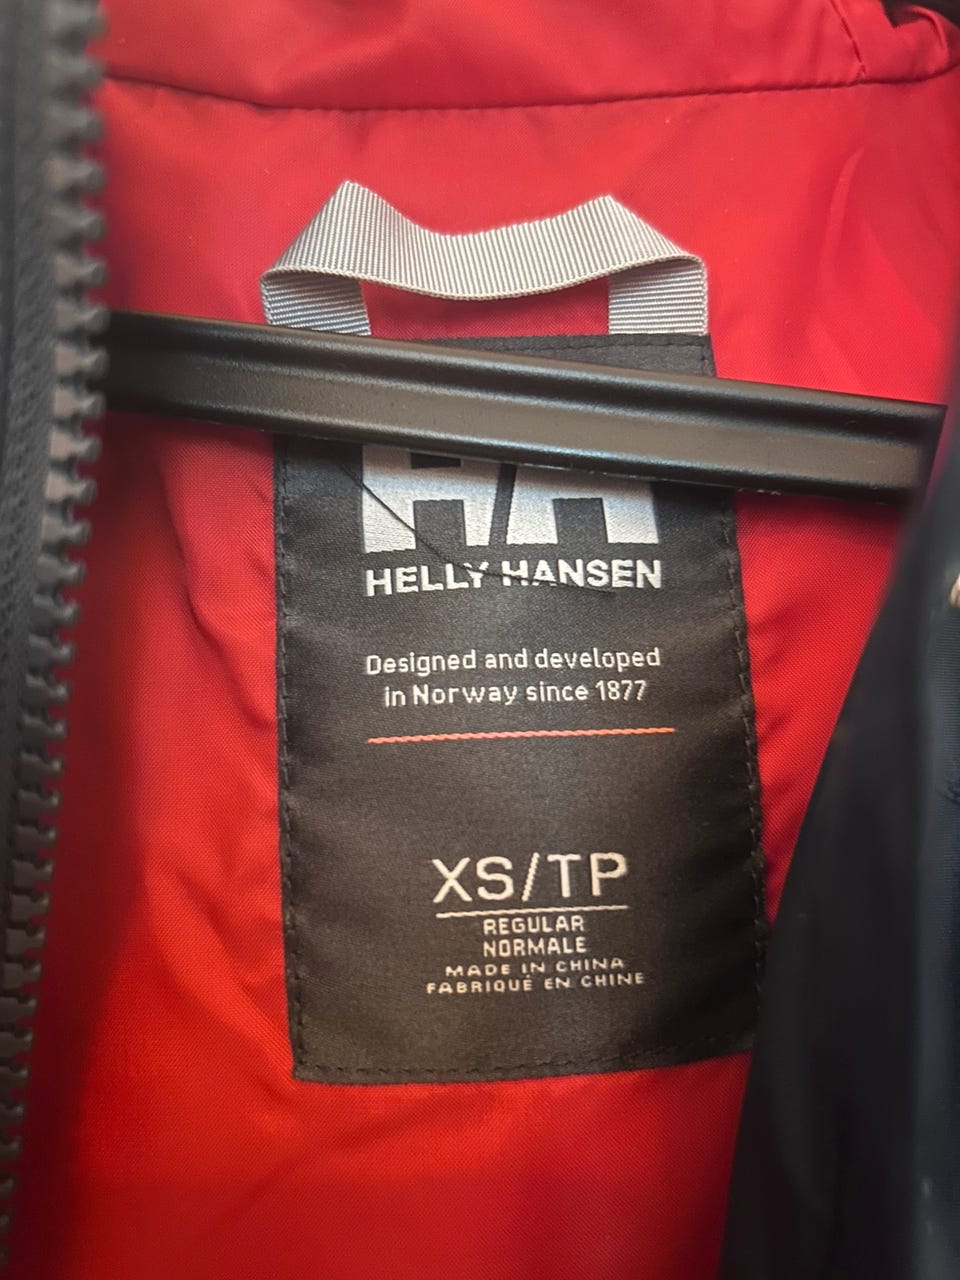 HH
HELLY HANSEN
Designed and developed
in Norway since 1877
XS/TP
REGULAR
NORMALE
MADE IN CHINA
FABRIQUÉ EN CHINE